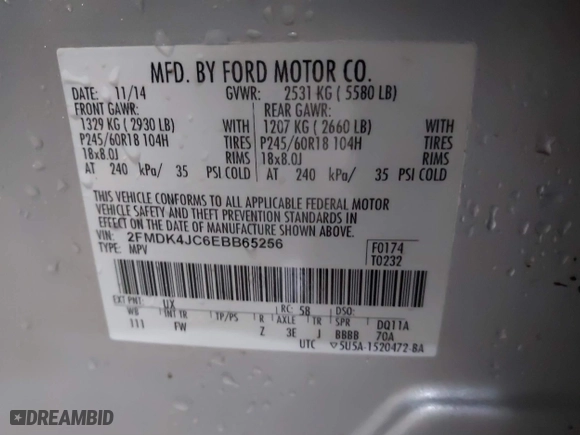 MFD. BY FORD MOTOR CO.
DATE: 11/14 GVWR: 2531 KG ( 5580 LB)
FRONT GAWR: REAR GAWR:
1329 KG ( 2930 LB) WITH 1207 KG ( 2660 LB) WITH
P245/60R18 104H TIRES P245/60R18 104H TIRES
18x8.0J RIMS 18x8.0J RIMS
AT 240 kPa/ 35 PSI COLD AT 240 kPa/ 35 PSI COLD
THIS VEHICLE CONFORMS TO ALL APPLICABLE FEDERAL MOTOR
VEHICLE SAFETY AND THEFT PREVENTION STANDARDS IN
EFFECT ON THE DATE OF MANUFACTURE SHOWN ABOVE.
VIN: 2FMDK4JC6EBB65256 F0174
TYPE: MPV T0232
EXT PNT: UX RC: 58 DSO:
WB INT TR TP/PS R AXLE TR SPR DQ11A
111 FW Z 3E J BBBB 70A
UTC ▽5U5A-1520472-BA
DREAMBID